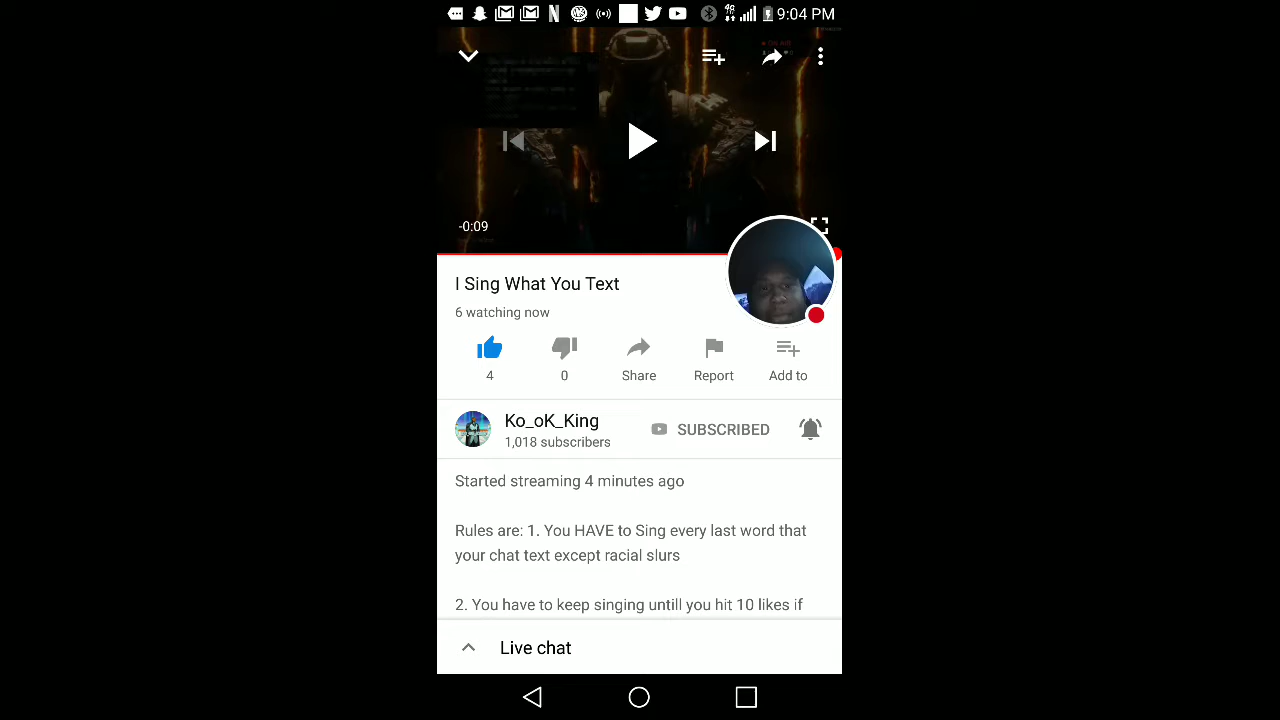 4G 9:04 PM
-0:09
I Sing What You Text
6 watching now
4 0 Share Report Add to
Ko_oK_King
SUBSCRIBED
1,018 subscribers
Started streaming 4 minutes ago
Rules are: 1. You HAVE to Sing every last word that
your chat text except racial slurs
2. You have to keep singing untill you hit 10 likes if
Live chat